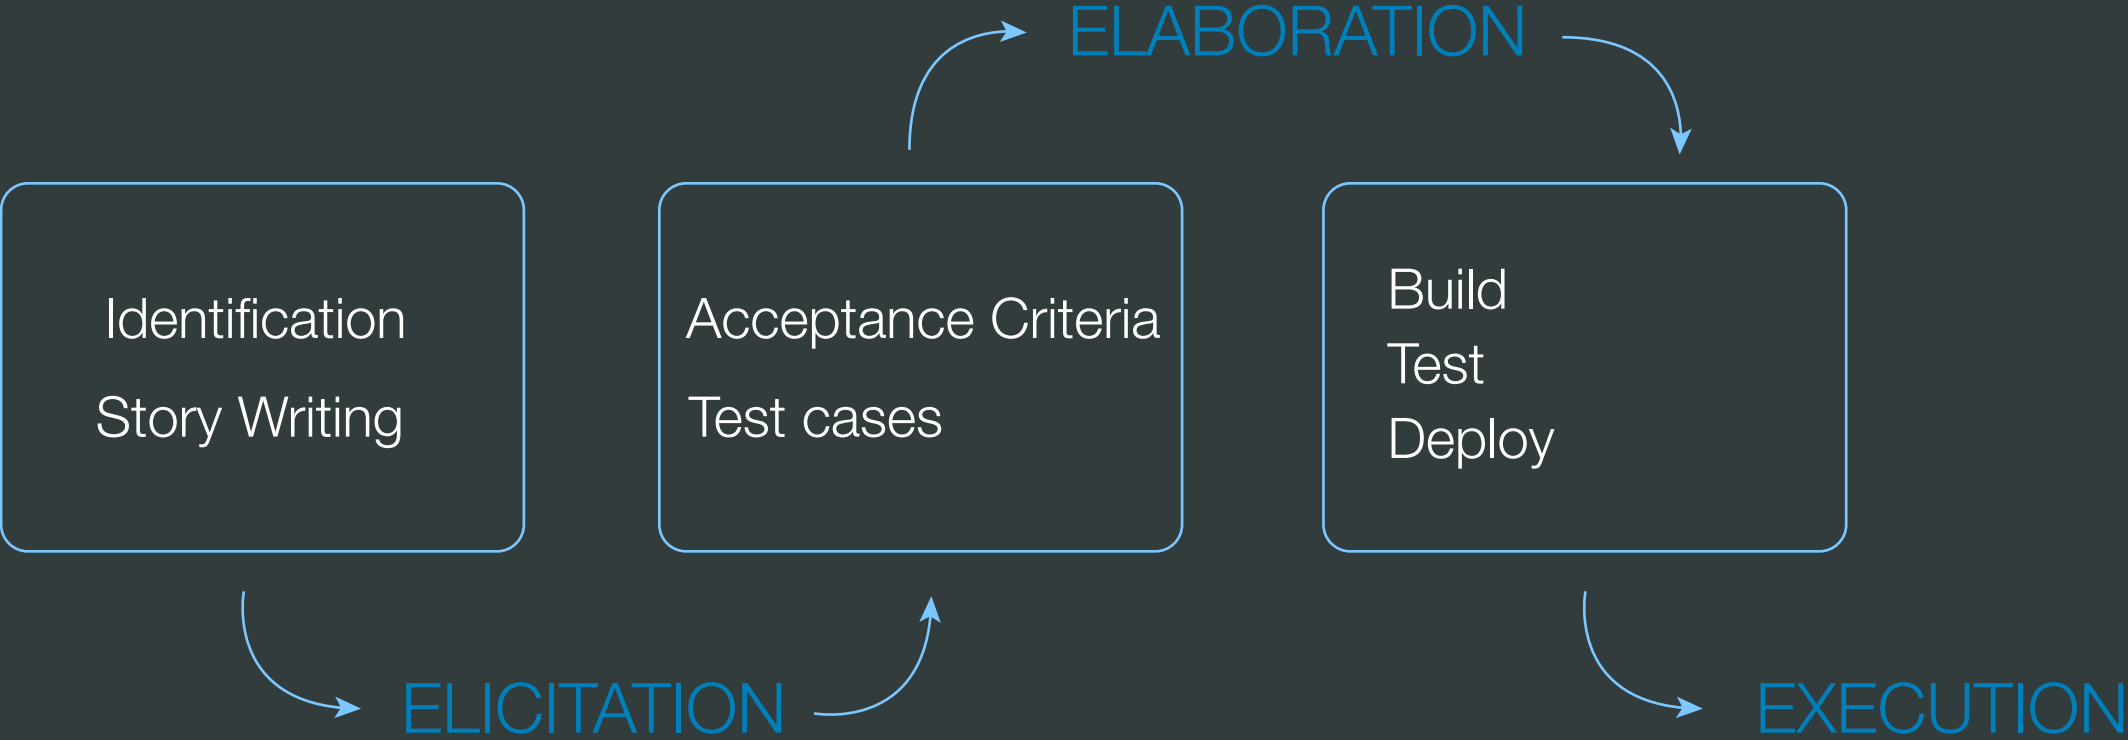 ELABORATION
Identification
Story Writing
Acceptance Criteria
Test cases
Build
Test
Deploy
ELICITATION
EXECUTION